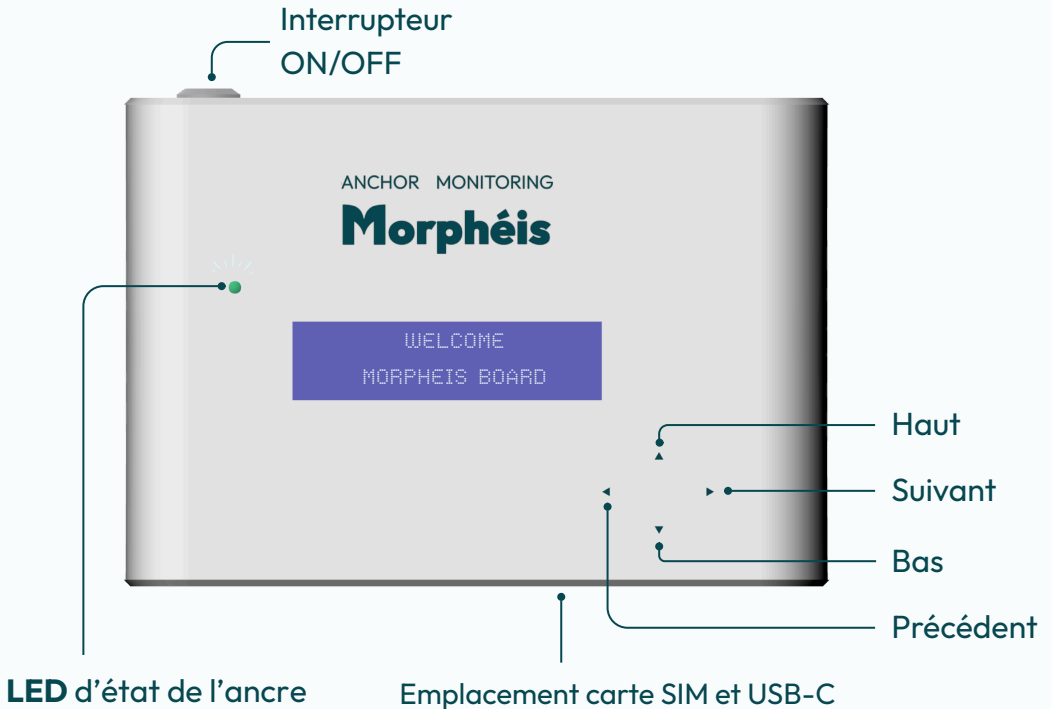 Interrupteur
ON/OFF
ANCHOR MONITORING
Morphéis
WELCOME
MORPHEIS BOARD
Haut
Suivant
Bas
Précédent
LED d’état de l’ancre
Emplacement carte SIM et USB-C